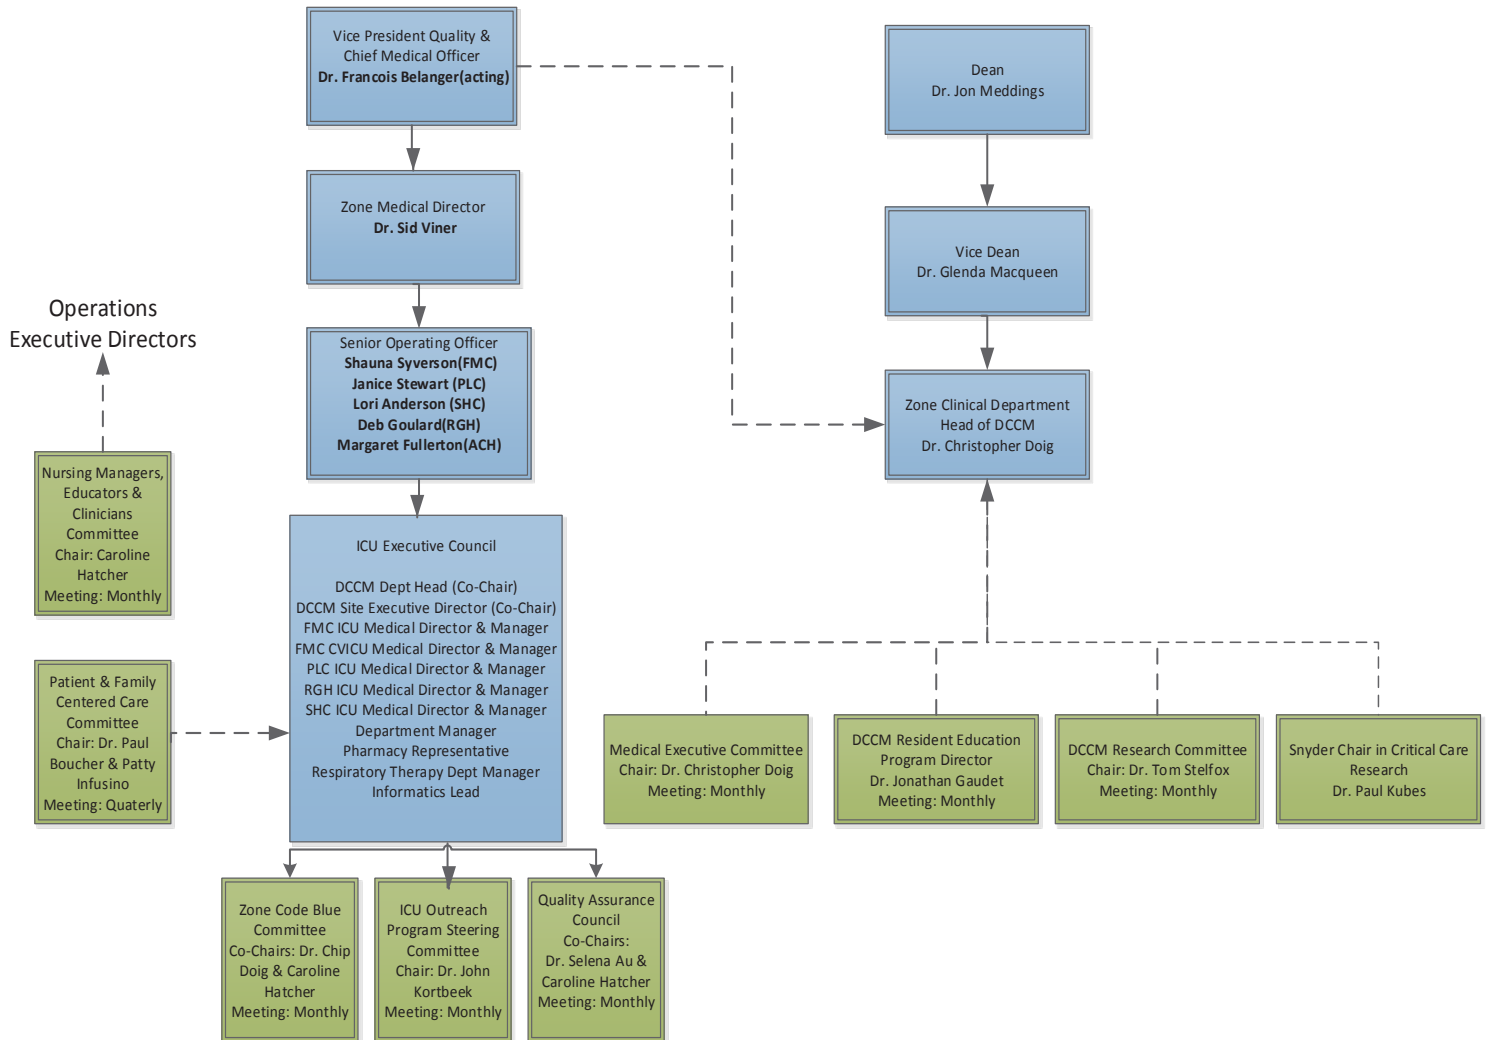 Vice President Quality &
Chief Medical Officer
Dr. Francois Belanger(acting)
Dean
Dr. Jon Meddings
Zone Medical Director
Dr. Sid Viner
Vice Dean
Dr. Glenda Macqueen
Operations
Executive Directors
Senior Operating Officer
Shauna Syverson(FMC)
Janice Stewart (PLC)
Lori Anderson (SHC)
Deb Goulard(RGH)
Margaret Fullerton(ACH)
Zone Clinical Department
Head of DCCM
Dr. Christopher Doig
Nursing Managers,
Educators &
Clinicians
Committee
Chair: Caroline
Hatcher
Meeting: Monthly
ICU Executive Council
DCCM Dept Head (Co-Chair)
DCCM Site Executive Director (Co-Chair)
FMC ICU Medical Director & Manager
FMC CVICU Medical Director & Manager
PLC ICU Medical Director & Manager
RGH ICU Medical Director & Manager
SHC ICU Medical Director & Manager
Department Manager
Pharmacy Representative
Respiratory Therapy Dept Manager
Informatics Lead
Patient & Family
Centered Care
Committee
Chair: Dr. Paul
Boucher & Patty
Infusino
Meeting: Quaterly
Medical Executive Committee
Chair: Dr. Christopher Doig
Meeting: Monthly
DCCM Resident Education
Program Director
Dr. Jonathan Gaudet
Meeting: Monthly
DCCM Research Committee
Chair: Dr. Tom Stelfox
Meeting: Monthly
Snyder Chair in Critical Care
Research
Dr. Paul Kubes
Zone Code Blue
Committee
Co-Chairs: Dr. Chip
Doig & Caroline
Hatcher
Meeting: Monthly
ICU Outreach
Program Steering
Committee
Chair: Dr. John
Kortbeek
Meeting: Monthly
Quality Assurance
Council
Co-Chairs:
Dr. Selena Au &
Caroline Hatcher
Meeting: Monthly